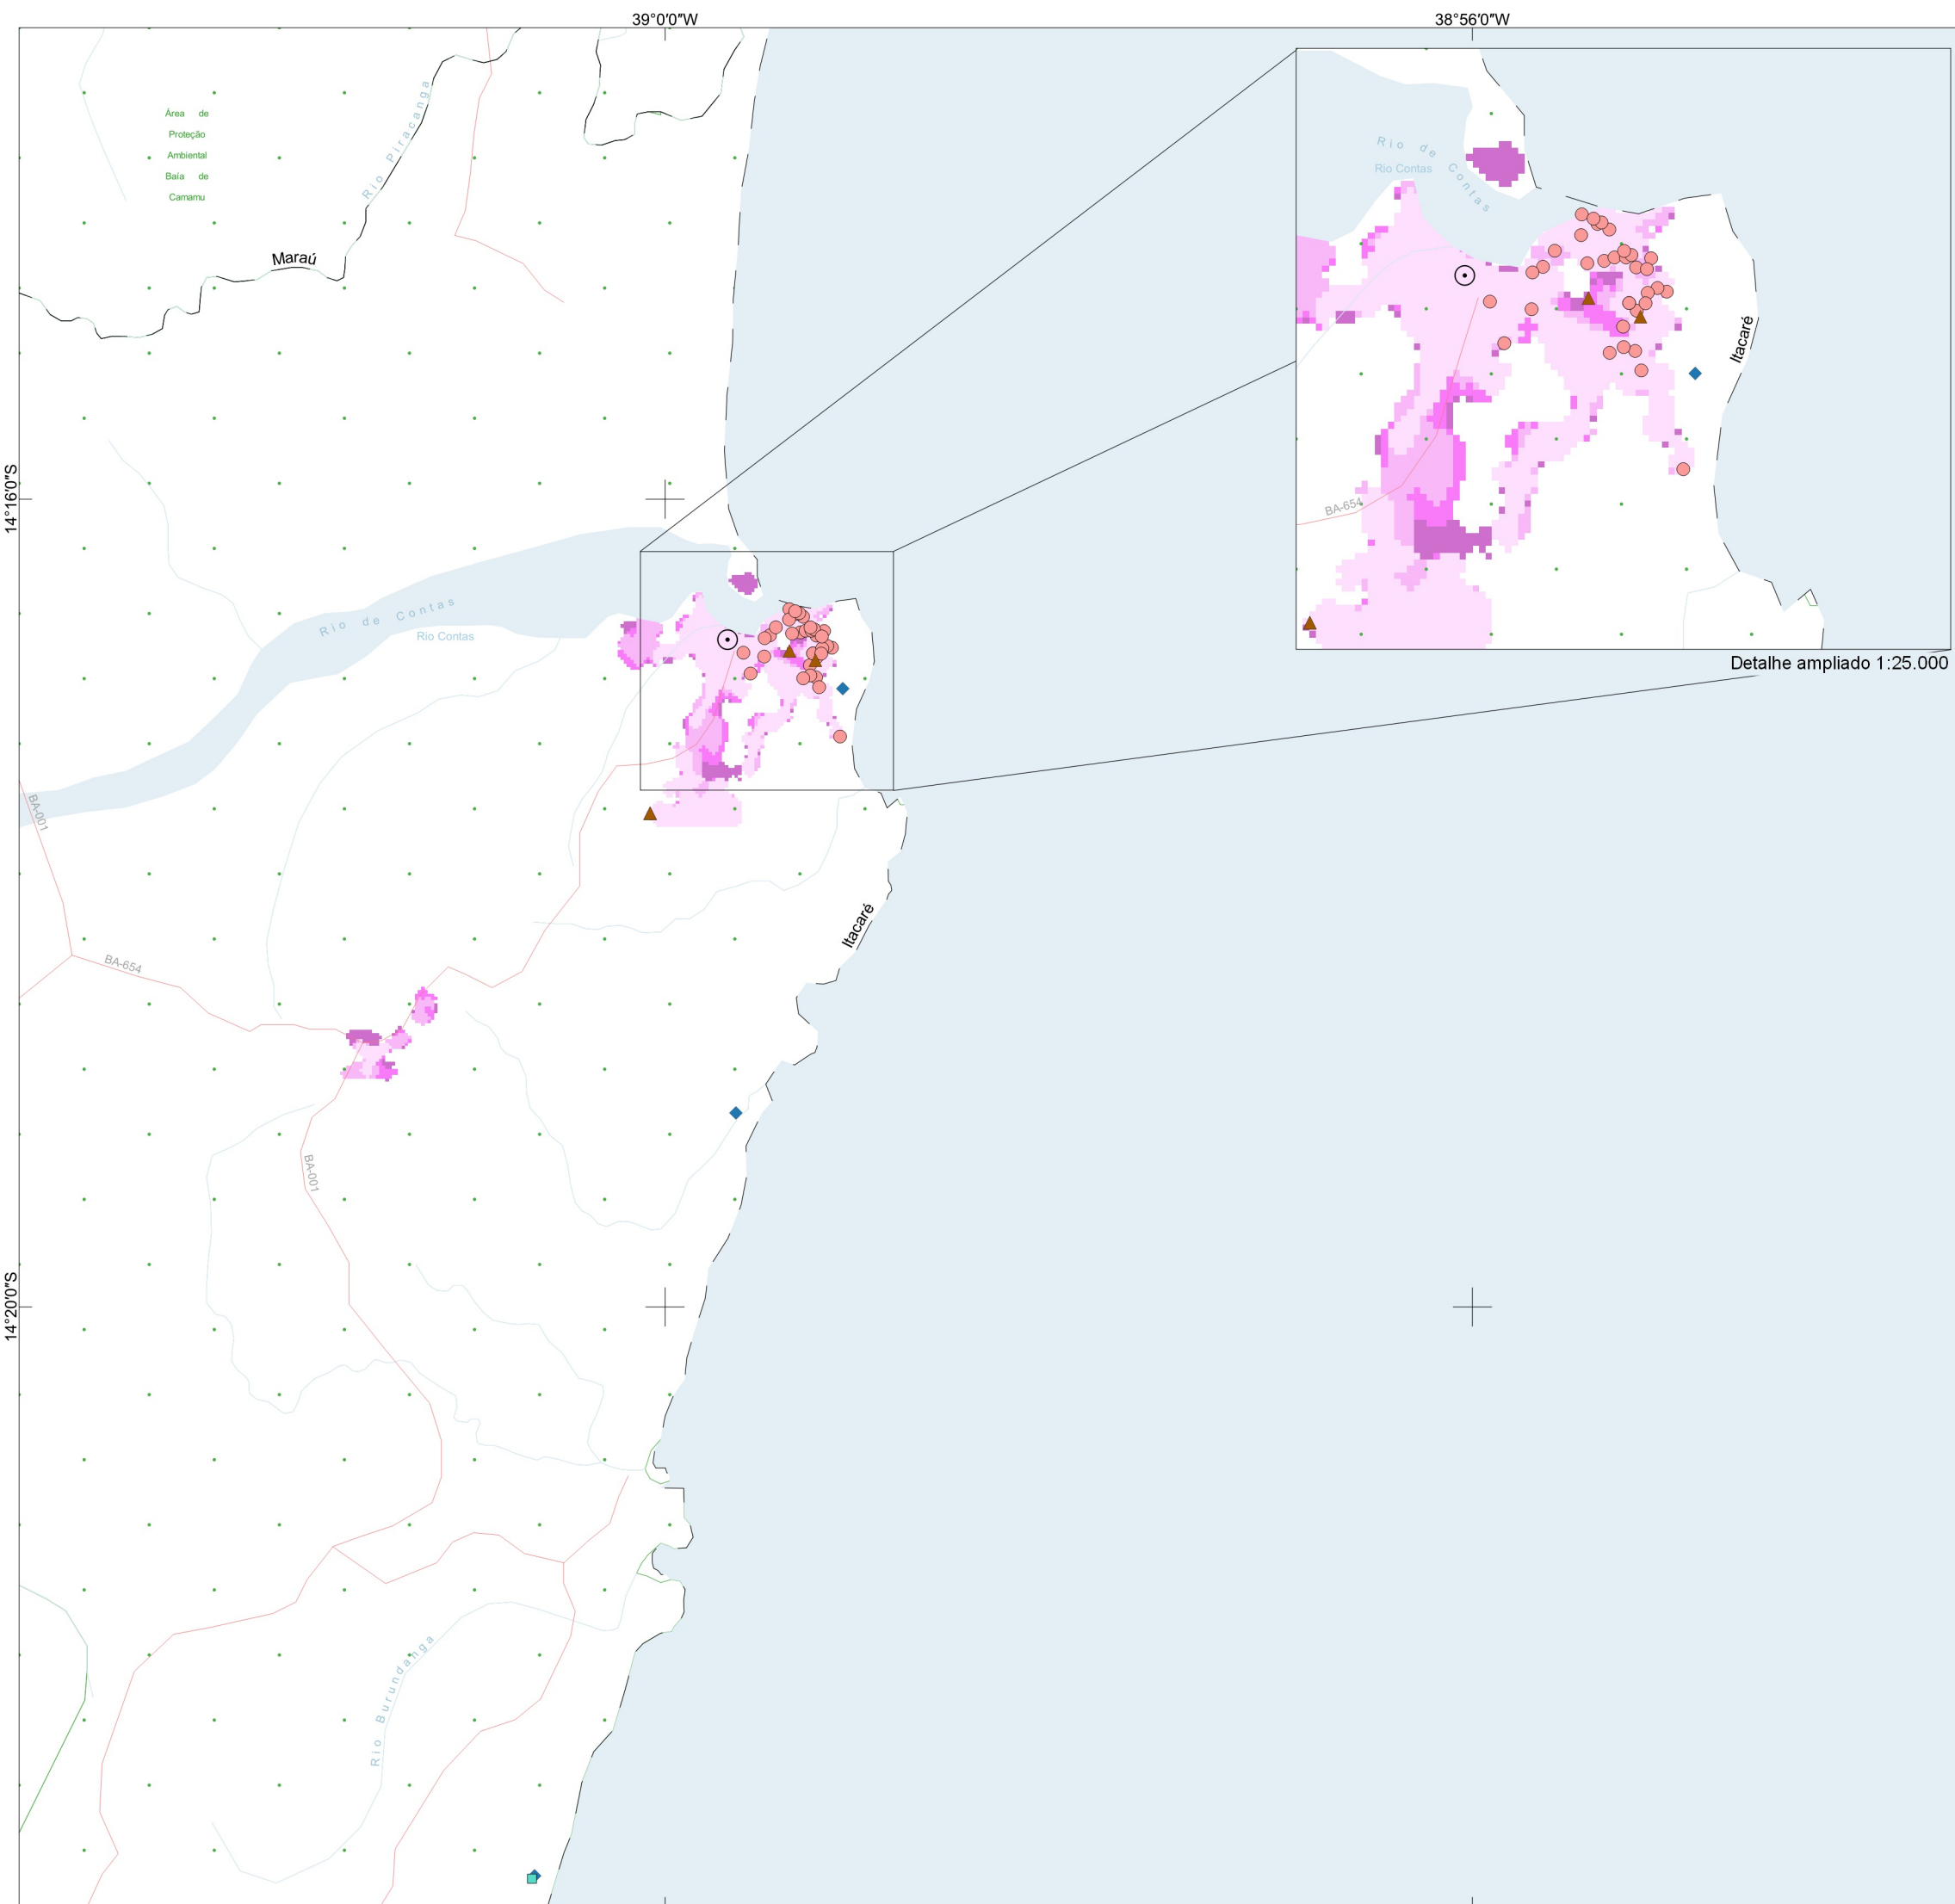 39°0'0"W
38°56'0"W
Área de
Proteção
Ambiental
Baía de
Camamu
Rio Piracanga
Maraú
Rio de Contas
Rio Contas
Itacaré
BA-654
Detalhe ampliado 1:25.000
14°16'0"S
Rio de Contas
Rio Contas
BA-001
Itacaré
BA-654
BA-001
14°20'0"S
Rio Burundanga